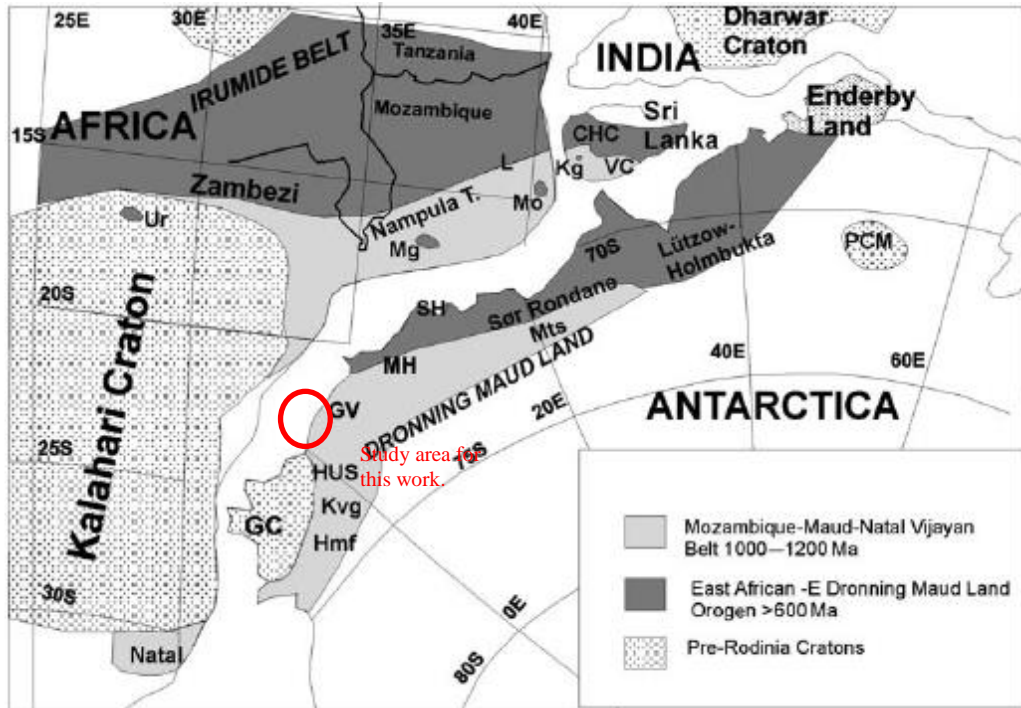 25E
30E
35E
40E
Dharwar
Craton
Tanzania
INDIA
IRUMIDE BELT
Mozambique
Enderby
Land
Sri
Lanka
15S
AFRICA
CHC
L
Kg
VC
Zambezi
Mo
Ur
Nampula T.
Mg
70S
Lützow-
Holmbukta
PCM
20S
SH
Sør Rondane
Mts
MH
40E
60E
Kalahari Craton
GV
DRONNING MAUD LAND
20E
ANTARCTICA
25S
Study area for
this work.
75S
HUS
Kvg
GC
Hmf
30S
0E
80S
Natal
Mozambique-Maud-Natal Vijayan
Belt 1000—1200 Ma
East African -E Dronning Maud Land
Orogen >600 Ma
Pre-Rodinia Cratons